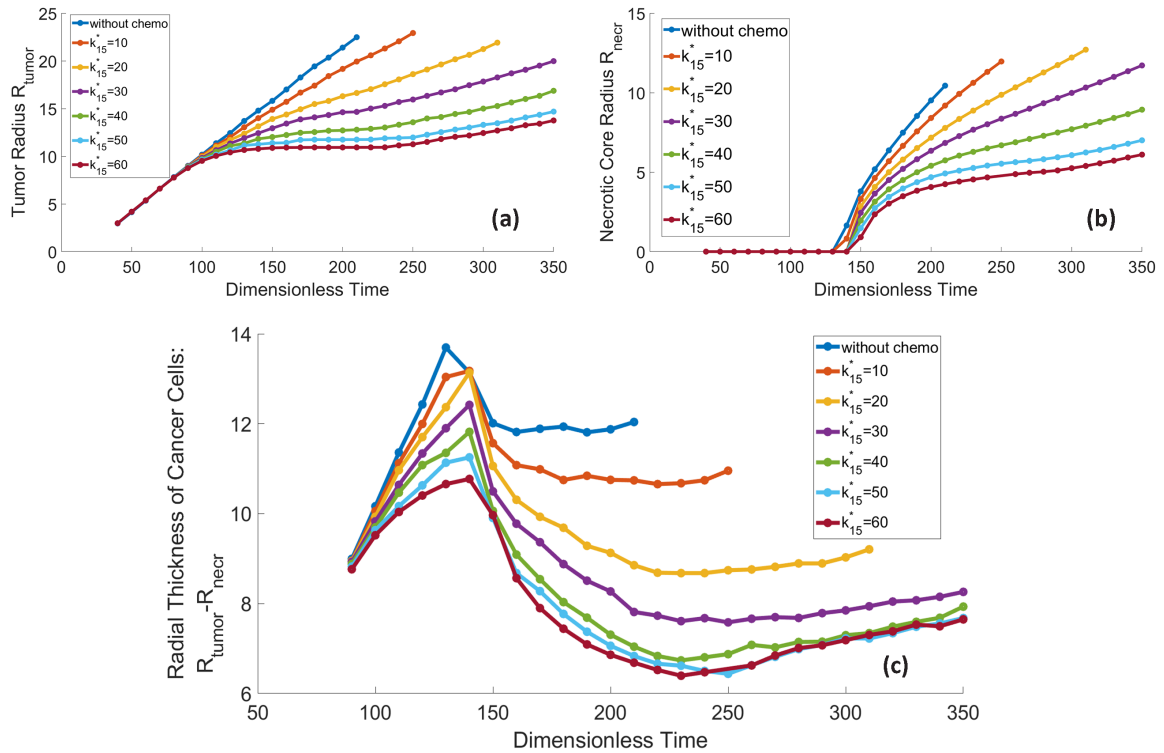 25
20
15
10
5
0
0
50
100
150
200
250
300
350
Tumor Radius R_tumor
Dimensionless Time
without chemo
k*15=10
k*15=20
k*15=30
k*15=40
k*15=50
k*15=60
(a)
15
10
5
0
0
50
100
150
200
250
300
350
Necrotic Core Radius R_necr
Dimensionless Time
without chemo
k*15=10
k*15=20
k*15=30
k*15=40
k*15=50
k*15=60
(b)
14
12
10
8
6
50
100
150
200
250
300
350
Radial Thickness of Cancer Cells:
R_tumor-R_necr
Dimensionless Time
without chemo
k*15=10
k*15=20
k*15=30
k*15=40
k*15=50
k*15=60
(c)